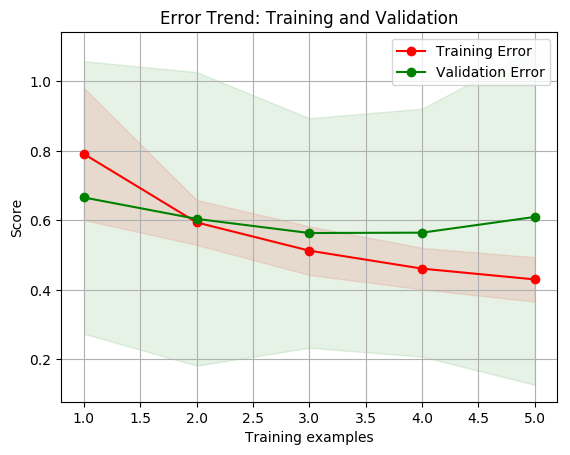 Error Trend: Training and Validation
Training Error
Validation Error
1.0
0.8
0.6
0.4
0.2
Score
1.0 1.5 2.0 2.5 3.0 3.5 4.0 4.5 5.0
Training examples